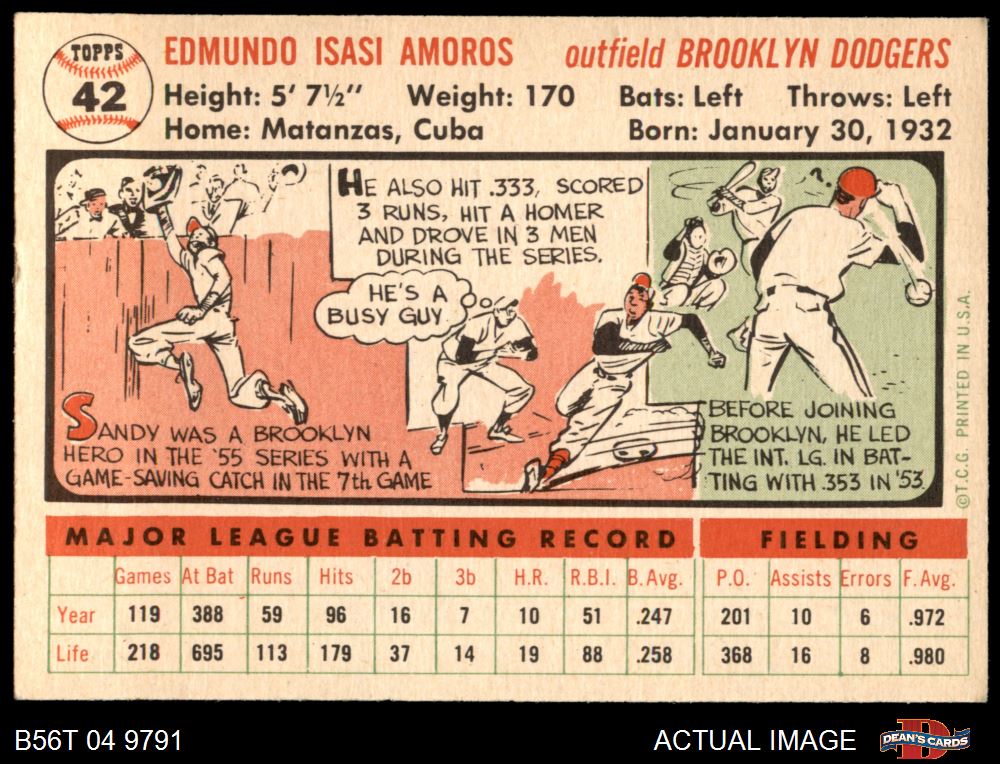 TOPPS
42
EDMUNDO ISASI AMOROS outfield BROOKLYN DODGERS
Height: 5' 7½" Weight: 170 Bats: Left Throws: Left
Home: Matanzas, Cuba Born: January 30, 1932
SANDY WAS A BROOKLYN
HERO IN THE '55 SERIES WITH A
GAME-SAVING CATCH IN THE 7th GAME
HE ALSO HIT .333, SCORED
3 RUNS, HIT A HOMER
AND DROVE IN 3 MEN
DURING THE SERIES.
HE'S A
BUSY GUY
?.
BEFORE JOINING
BROOKLYN, HE LED
THE INT. LG. IN BAT-
TING WITH .353 IN '53.
©T.C.G. PRINTED IN U.S.A.
MAJOR LEAGUE BATTING RECORD FIELDING
Games At Bat Runs Hits 2b 3b H.R. R.B.I. B.Avg. P.O. Assists Errors F. Avg.
Year 119 388 59 96 16 7 10 51 .247 201 10 6 .972
Life 218 695 113 179 37 14 19 88 .258 368 16 8 .980
B56T 04 9791 ACTUAL IMAGE DEAN'S CARDS